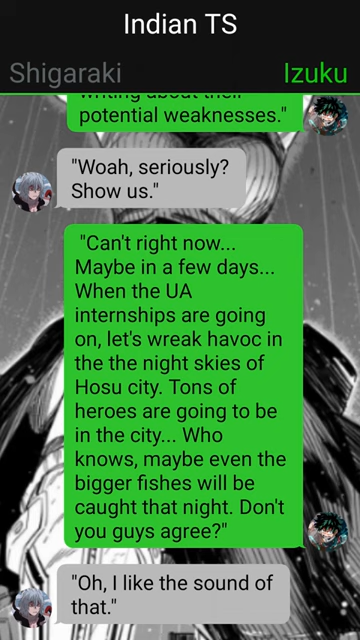 Indian TS
Shigaraki
Izuku
writing about their
potential weaknesses."
"Woah, seriously?
Show us."
"Can't right now...
Maybe in a few days...
When the UA
internships are going
on, let's wreak havoc in
the the night skies of
Hosu city. Tons of
heroes are going to be
in the city... Who
knows, maybe even the
bigger fishes will be
caught that night. Don't
you guys agree?"
"Oh, I like the sound of
that."